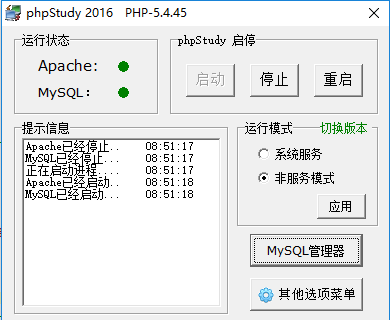 phpStudy 2016   PHP-5.4.45
运行状态
Apache:
MySQL:
phpStudy 启停
启动 停止 重启
提示信息
Apache已经停止.. 08:51:17
MySQL已经停止... 08:51:17
正在启动进程.... 08:51:17
Apache已经启动.. 08:51:18
MySQL已经启动... 08:51:18
运行模式 切换版本
系统服务
非服务模式
应用
MySQL管理器
其他选项菜单